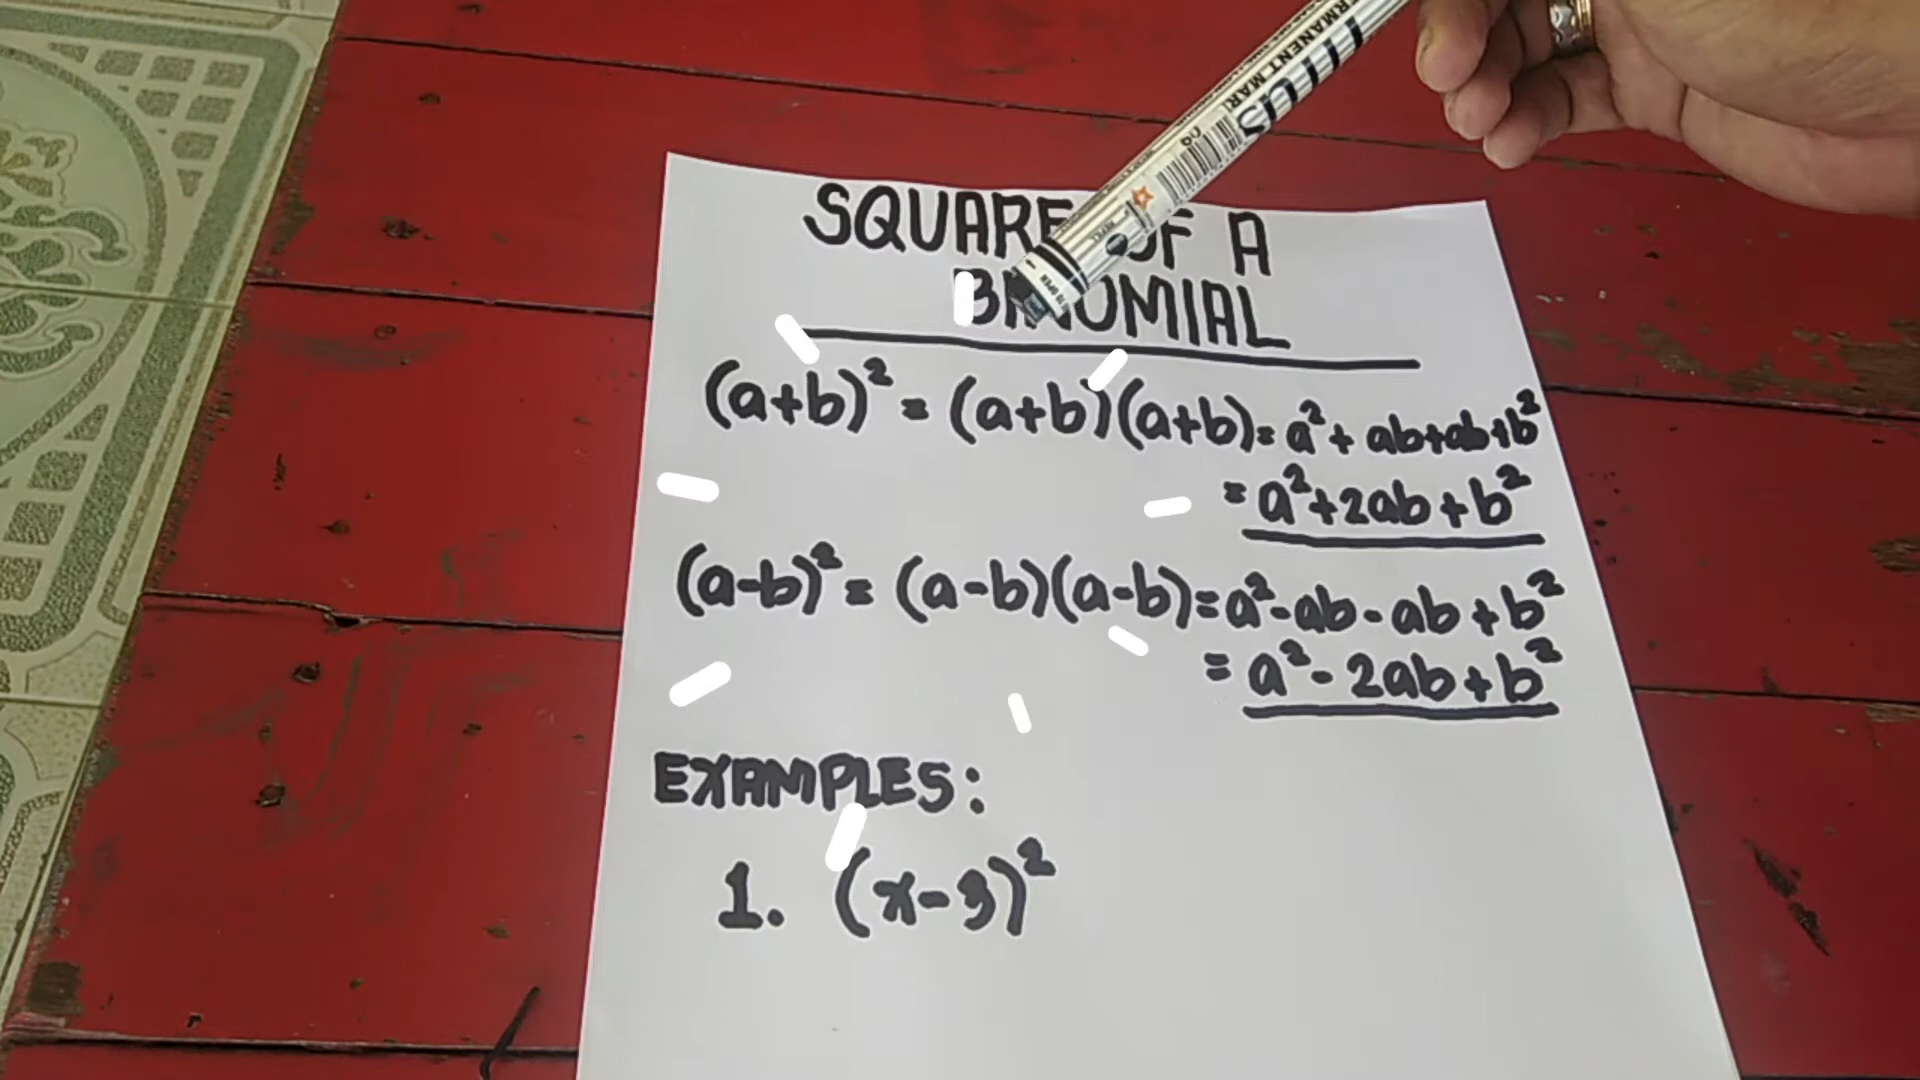 SQUARE OF A
BINOMIAL
(a+b)² = (a+b)(a+b) = a² + ab+ab+b²
= a²+2ab+b²
(a-b)² = (a-b)(a-b) = a²-ab-ab+b²
= a²-2ab+b²
EXAMPLES:
1. (x-3)²